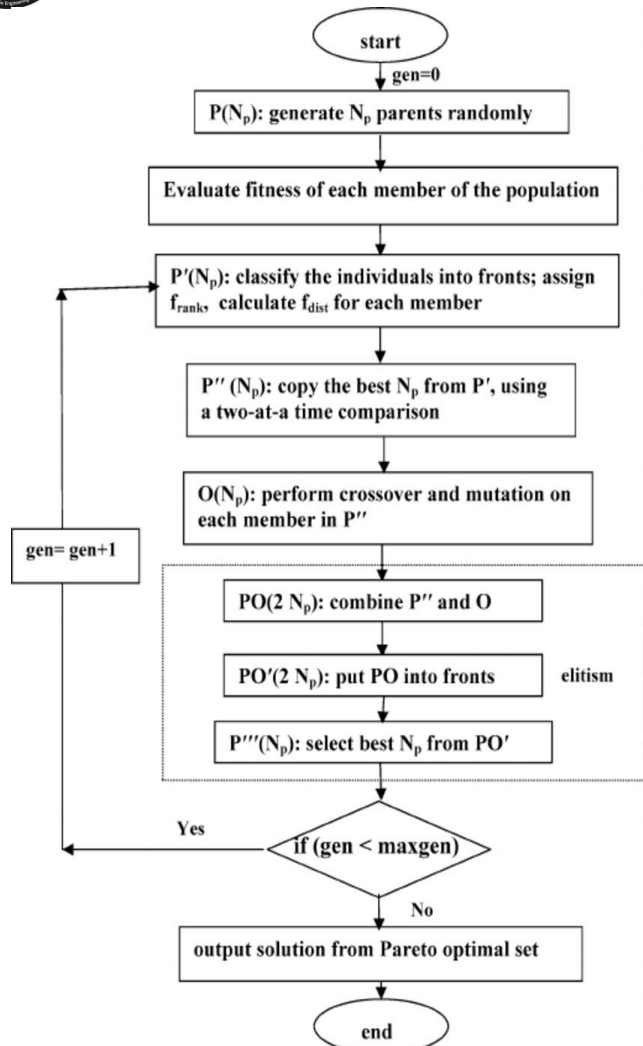 start
gen=0
P(Nₚ): generate Nₚ parents randomly
Evaluate fitness of each member of the population
P′(Nₚ): classify the individuals into fronts; assign
f_rank, calculate f_dist for each member
P′′ (Nₚ): copy the best Nₚ from P′, using
a two-at-a time comparison
O(Nₚ): perform crossover and mutation on
each member in P′′
gen= gen+1
PO(2 Nₚ): combine P′′ and O
PO′(2 Nₚ): put PO into fronts
elitism
P′′′(Nₚ): select best Nₚ from PO′
Yes
if (gen < maxgen)
No
output solution from Pareto optimal set
end